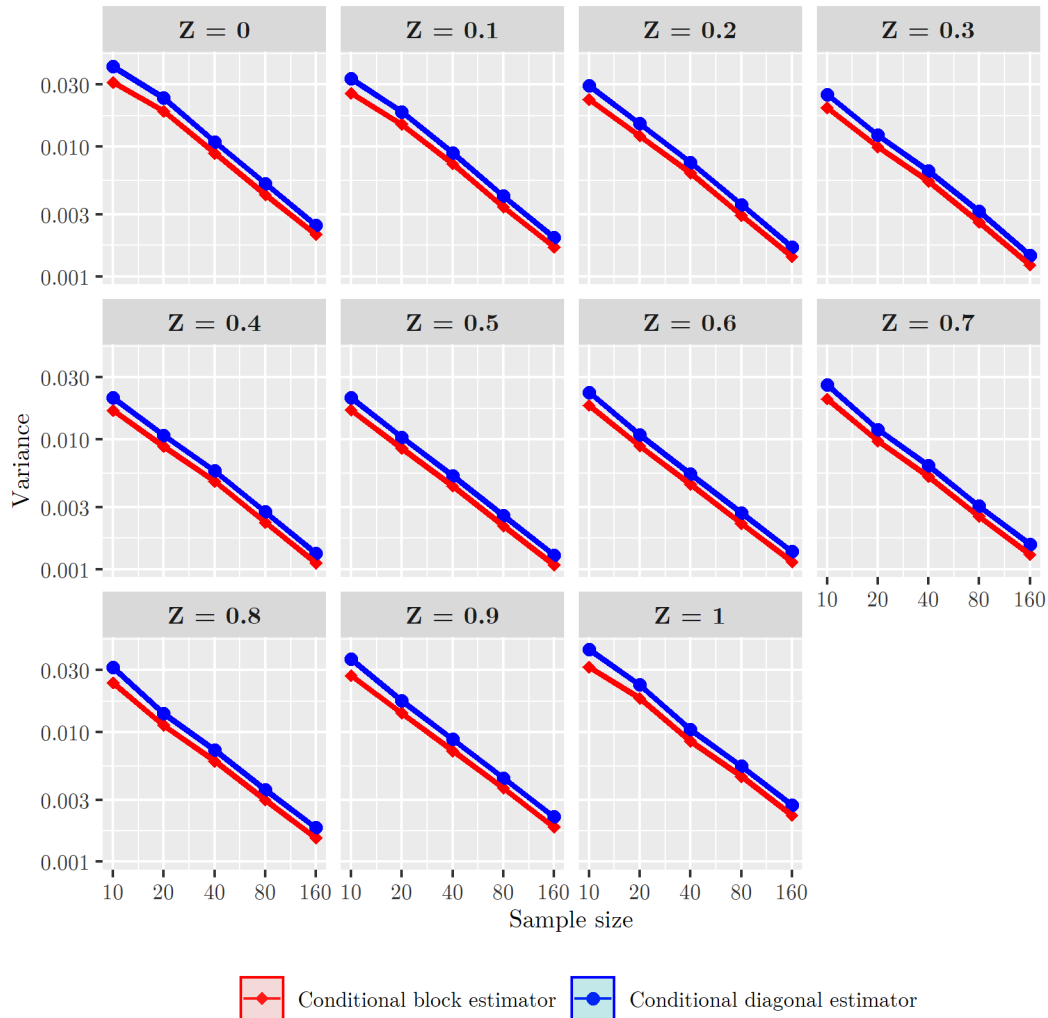 Z = 0 Z = 0.1 Z = 0.2 Z = 0.3
0.030
0.010
0.003
0.001
Z = 0.4 Z = 0.5 Z = 0.6 Z = 0.7
0.030
0.010
0.003
0.001
Variance
10 20 40 80 160
Z = 0.8 Z = 0.9 Z = 1
0.030
0.010
0.003
0.001
10 20 40 80 160 10 20 40 80 160 10 20 40 80 160
Sample size
Conditional block estimator Conditional diagonal estimator